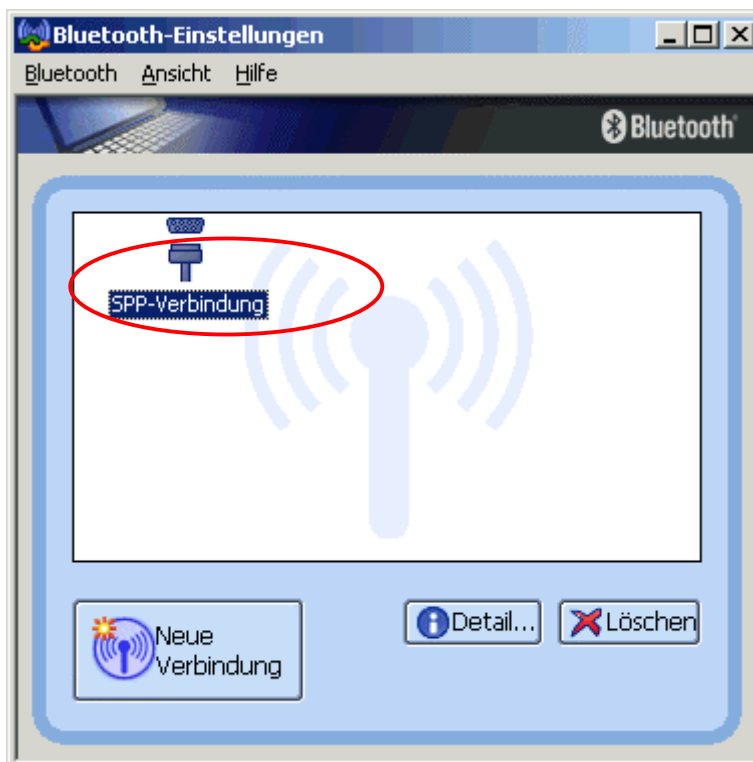 Bluetooth-Einstellungen
Bluetooth Ansicht Hilfe
Bluetooth
SPP-Verbindung
Neue
Verbindung
Detail...
Löschen